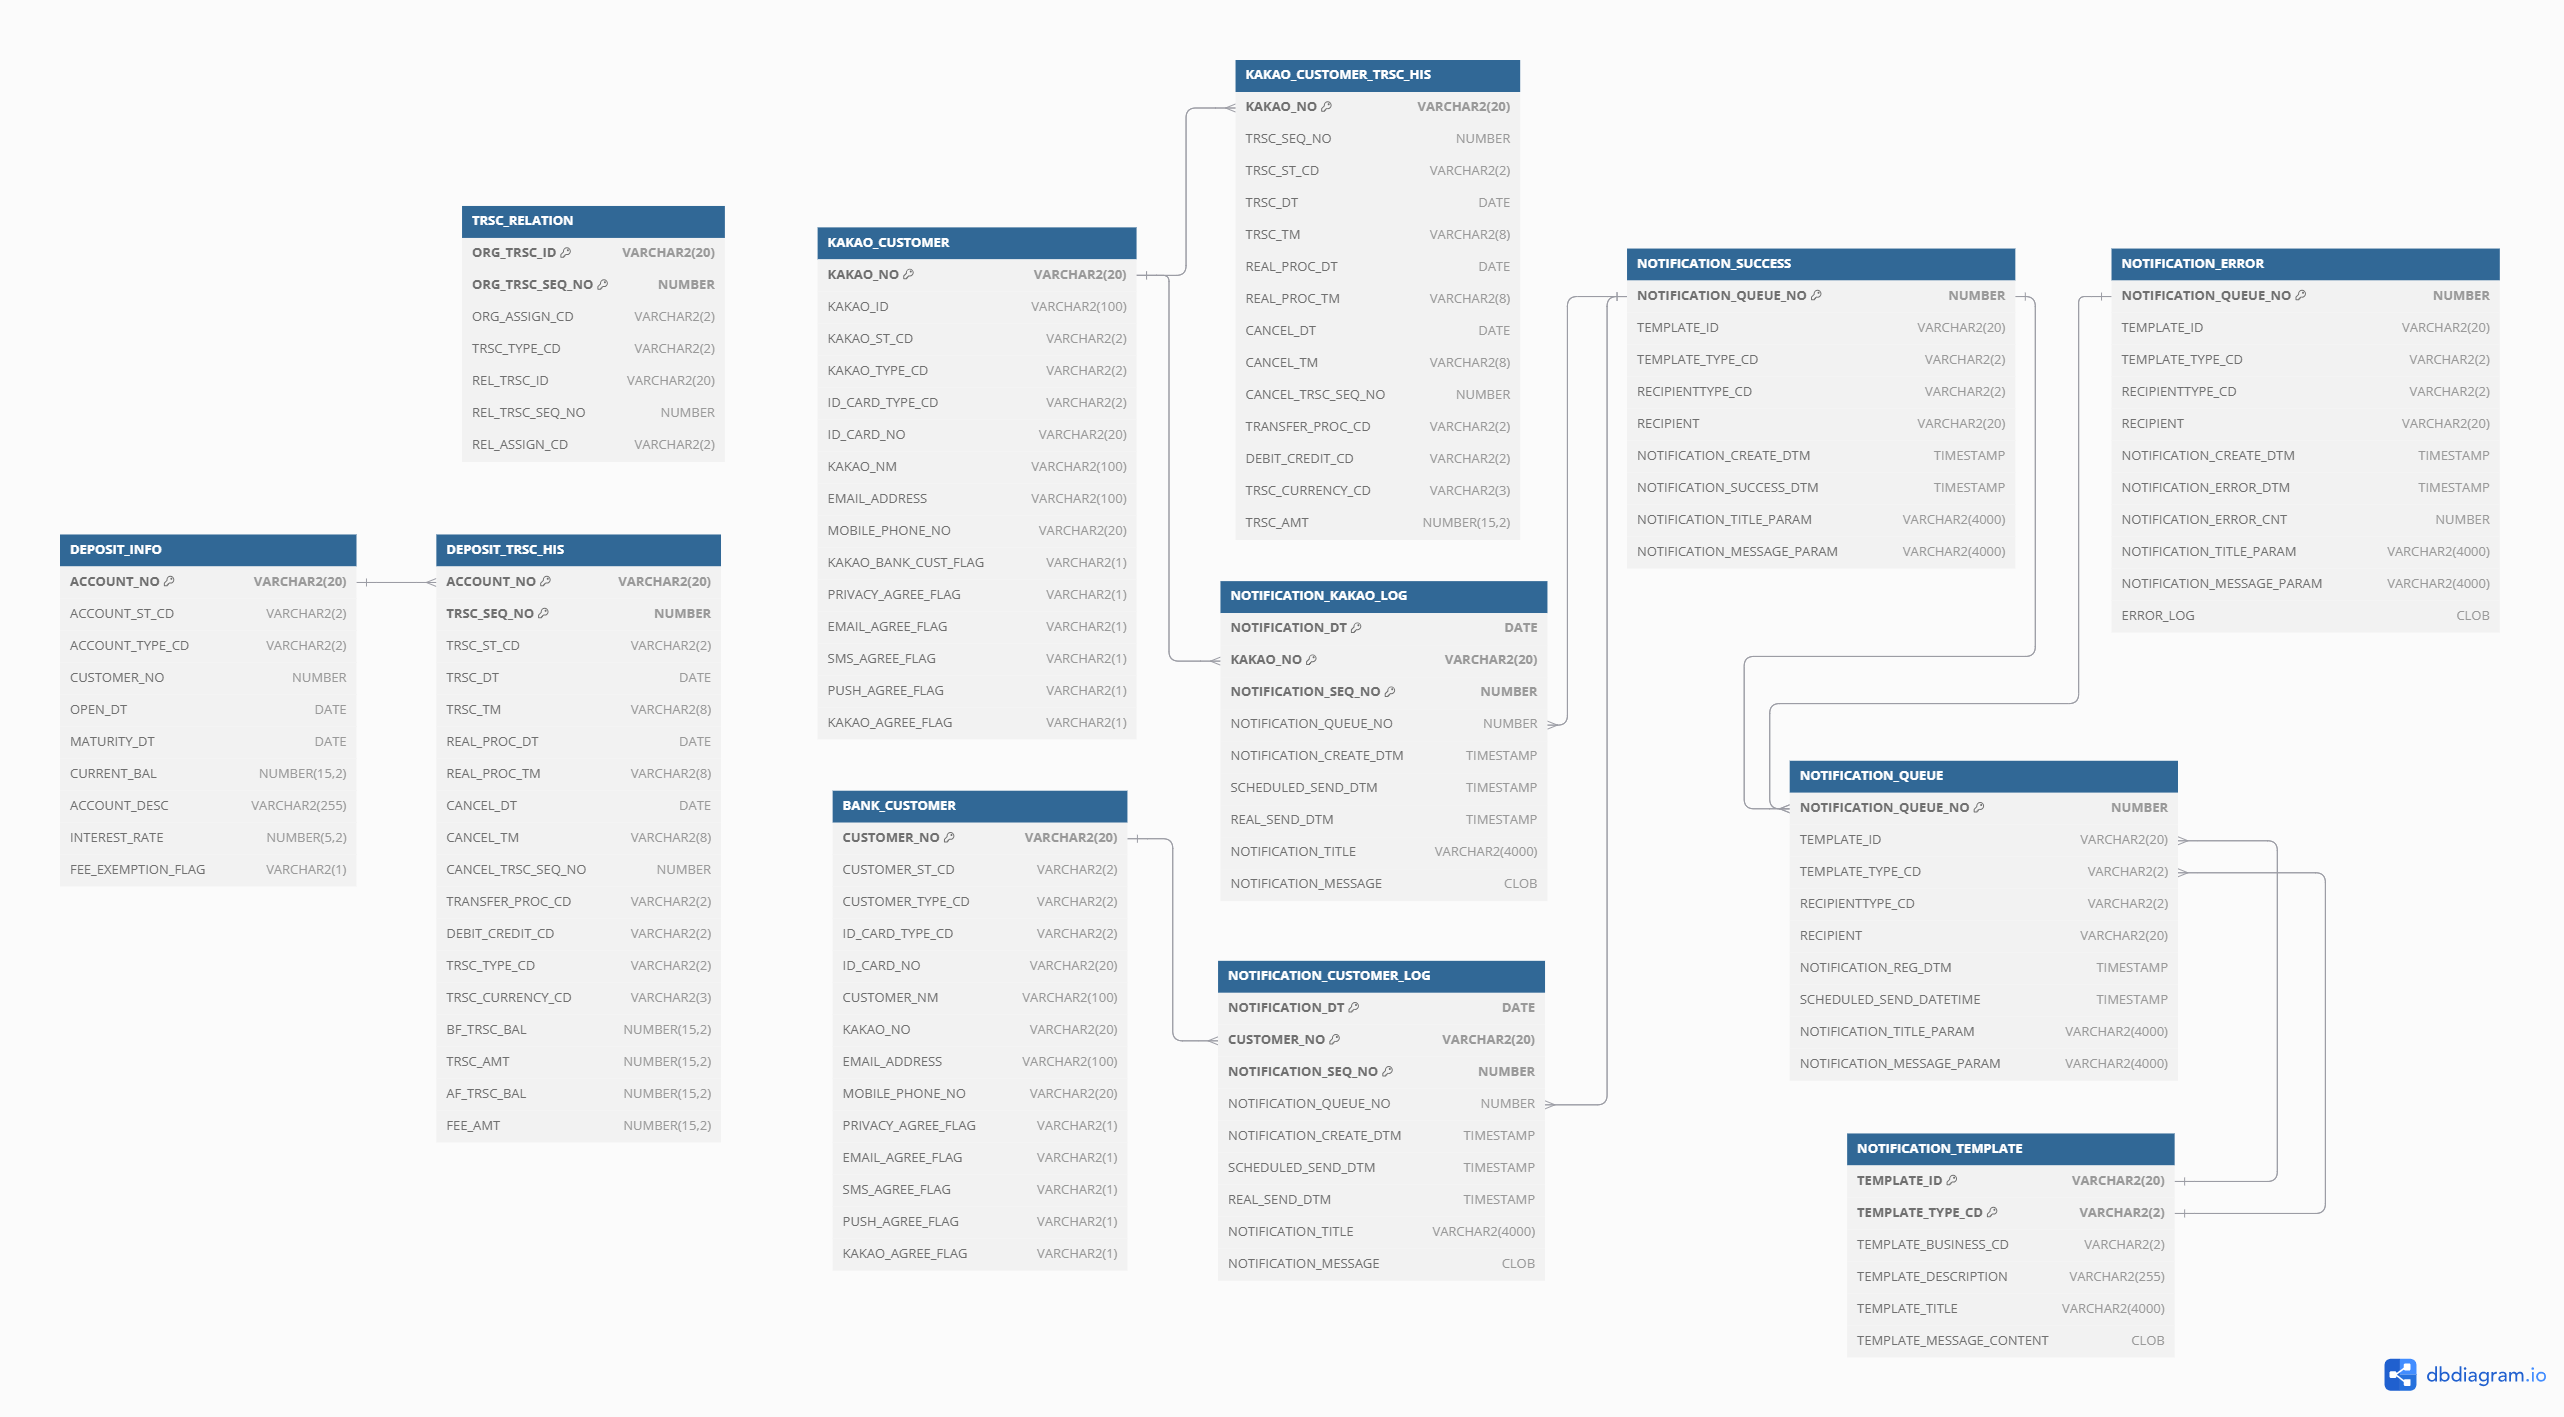 KAKAO_CUSTOMER_TRSC_HIS
KAKAO_NO VARCHAR2(20)
TRSC_SEQ_NO NUMBER
TRSC_ST_CD VARCHAR2(2)
TRSC_DT DATE
TRSC_TM VARCHAR2(8)
REAL_PROC_DT DATE
REAL_PROC_TM VARCHAR2(8)
CANCEL_DT DATE
CANCEL_TM VARCHAR2(8)
CANCEL_TRSC_SEQ_NO NUMBER
TRANSFER_PROC_CD VARCHAR2(2)
DEBIT_CREDIT_CD VARCHAR2(2)
TRSC_CURRENCY_CD VARCHAR2(3)
TRSC_AMT NUMBER(15,2)
TRSC_RELATION
ORG_TRSC_ID VARCHAR2(20)
ORG_TRSC_SEQ_NO NUMBER
ORG_ASSIGN_CD VARCHAR2(2)
TRSC_TYPE_CD VARCHAR2(2)
REL_TRSC_ID VARCHAR2(20)
REL_TRSC_SEQ_NO NUMBER
REL_ASSIGN_CD VARCHAR2(2)
KAKAO_CUSTOMER
KAKAO_NO VARCHAR2(20)
KAKAO_ID VARCHAR2(100)
KAKAO_ST_CD VARCHAR2(2)
KAKAO_TYPE_CD VARCHAR2(2)
ID_CARD_TYPE_CD VARCHAR2(2)
ID_CARD_NO VARCHAR2(20)
KAKAO_NM VARCHAR2(100)
EMAIL_ADDRESS VARCHAR2(100)
MOBILE_PHONE_NO VARCHAR2(20)
KAKAO_BANK_CUST_FLAG VARCHAR2(1)
PRIVACY_AGREE_FLAG VARCHAR2(1)
EMAIL_AGREE_FLAG VARCHAR2(1)
SMS_AGREE_FLAG VARCHAR2(1)
PUSH_AGREE_FLAG VARCHAR2(1)
KAKAO_AGREE_FLAG VARCHAR2(1)
NOTIFICATION_SUCCESS
NOTIFICATION_QUEUE_NO NUMBER
TEMPLATE_ID VARCHAR2(20)
TEMPLATE_TYPE_CD VARCHAR2(2)
RECIPIENTTYPE_CD VARCHAR2(2)
RECIPIENT VARCHAR2(20)
NOTIFICATION_CREATE_DTM TIMESTAMP
NOTIFICATION_SUCCESS_DTM TIMESTAMP
NOTIFICATION_TITLE_PARAM VARCHAR2(4000)
NOTIFICATION_MESSAGE_PARAM VARCHAR2(4000)
NOTIFICATION_ERROR
NOTIFICATION_QUEUE_NO NUMBER
TEMPLATE_ID VARCHAR2(20)
TEMPLATE_TYPE_CD VARCHAR2(2)
RECIPIENTTYPE_CD VARCHAR2(2)
RECIPIENT VARCHAR2(20)
NOTIFICATION_CREATE_DTM TIMESTAMP
NOTIFICATION_ERROR_DTM TIMESTAMP
NOTIFICATION_ERROR_CNT NUMBER
NOTIFICATION_TITLE_PARAM VARCHAR2(4000)
NOTIFICATION_MESSAGE_PARAM VARCHAR2(4000)
ERROR_LOG CLOB
DEPOSIT_INFO
ACCOUNT_NO VARCHAR2(20)
ACCOUNT_ST_CD VARCHAR2(2)
ACCOUNT_TYPE_CD VARCHAR2(2)
CUSTOMER_NO NUMBER
OPEN_DT DATE
MATURITY_DT DATE
CURRENT_BAL NUMBER(15,2)
ACCOUNT_DESC VARCHAR2(255)
INTEREST_RATE NUMBER(5,2)
FEE_EXEMPTION_FLAG VARCHAR2(1)
DEPOSIT_TRSC_HIS
ACCOUNT_NO VARCHAR2(20)
TRSC_SEQ_NO NUMBER
TRSC_ST_CD VARCHAR2(2)
TRSC_DT DATE
TRSC_TM VARCHAR2(8)
REAL_PROC_DT DATE
REAL_PROC_TM VARCHAR2(8)
CANCEL_DT DATE
CANCEL_TM VARCHAR2(8)
CANCEL_TRSC_SEQ_NO NUMBER
TRANSFER_PROC_CD VARCHAR2(2)
DEBIT_CREDIT_CD VARCHAR2(2)
TRSC_TYPE_CD VARCHAR2(2)
TRSC_CURRENCY_CD VARCHAR2(3)
BF_TRSC_BAL NUMBER(15,2)
TRSC_AMT NUMBER(15,2)
AF_TRSC_BAL NUMBER(15,2)
FEE_AMT NUMBER(15,2)
NOTIFICATION_KAKAO_LOG
NOTIFICATION_DT DATE
KAKAO_NO VARCHAR2(20)
NOTIFICATION_SEQ_NO NUMBER
NOTIFICATION_QUEUE_NO NUMBER
NOTIFICATION_CREATE_DTM TIMESTAMP
SCHEDULED_SEND_DTM TIMESTAMP
REAL_SEND_DTM TIMESTAMP
NOTIFICATION_TITLE VARCHAR2(4000)
NOTIFICATION_MESSAGE CLOB
BANK_CUSTOMER
CUSTOMER_NO VARCHAR2(20)
CUSTOMER_ST_CD VARCHAR2(2)
CUSTOMER_TYPE_CD VARCHAR2(2)
ID_CARD_TYPE_CD VARCHAR2(2)
ID_CARD_NO VARCHAR2(20)
CUSTOMER_NM VARCHAR2(100)
KAKAO_NO VARCHAR2(20)
EMAIL_ADDRESS VARCHAR2(100)
MOBILE_PHONE_NO VARCHAR2(20)
PRIVACY_AGREE_FLAG VARCHAR2(1)
EMAIL_AGREE_FLAG VARCHAR2(1)
SMS_AGREE_FLAG VARCHAR2(1)
PUSH_AGREE_FLAG VARCHAR2(1)
KAKAO_AGREE_FLAG VARCHAR2(1)
NOTIFICATION_CUSTOMER_LOG
NOTIFICATION_DT DATE
CUSTOMER_NO VARCHAR2(20)
NOTIFICATION_SEQ_NO NUMBER
NOTIFICATION_QUEUE_NO NUMBER
NOTIFICATION_CREATE_DTM TIMESTAMP
SCHEDULED_SEND_DTM TIMESTAMP
REAL_SEND_DTM TIMESTAMP
NOTIFICATION_TITLE VARCHAR2(4000)
NOTIFICATION_MESSAGE CLOB
NOTIFICATION_QUEUE
NOTIFICATION_QUEUE_NO NUMBER
TEMPLATE_ID VARCHAR2(20)
TEMPLATE_TYPE_CD VARCHAR2(2)
RECIPIENTTYPE_CD VARCHAR2(2)
RECIPIENT VARCHAR2(20)
NOTIFICATION_REG_DTM TIMESTAMP
SCHEDULED_SEND_DATETIME TIMESTAMP
NOTIFICATION_TITLE_PARAM VARCHAR2(4000)
NOTIFICATION_MESSAGE_PARAM VARCHAR2(4000)
NOTIFICATION_TEMPLATE
TEMPLATE_ID VARCHAR2(20)
TEMPLATE_TYPE_CD VARCHAR2(2)
TEMPLATE_BUSINESS_CD VARCHAR2(2)
TEMPLATE_DESCRIPTION VARCHAR2(255)
TEMPLATE_TITLE VARCHAR2(4000)
TEMPLATE_MESSAGE_CONTENT CLOB
dbdiagram.io